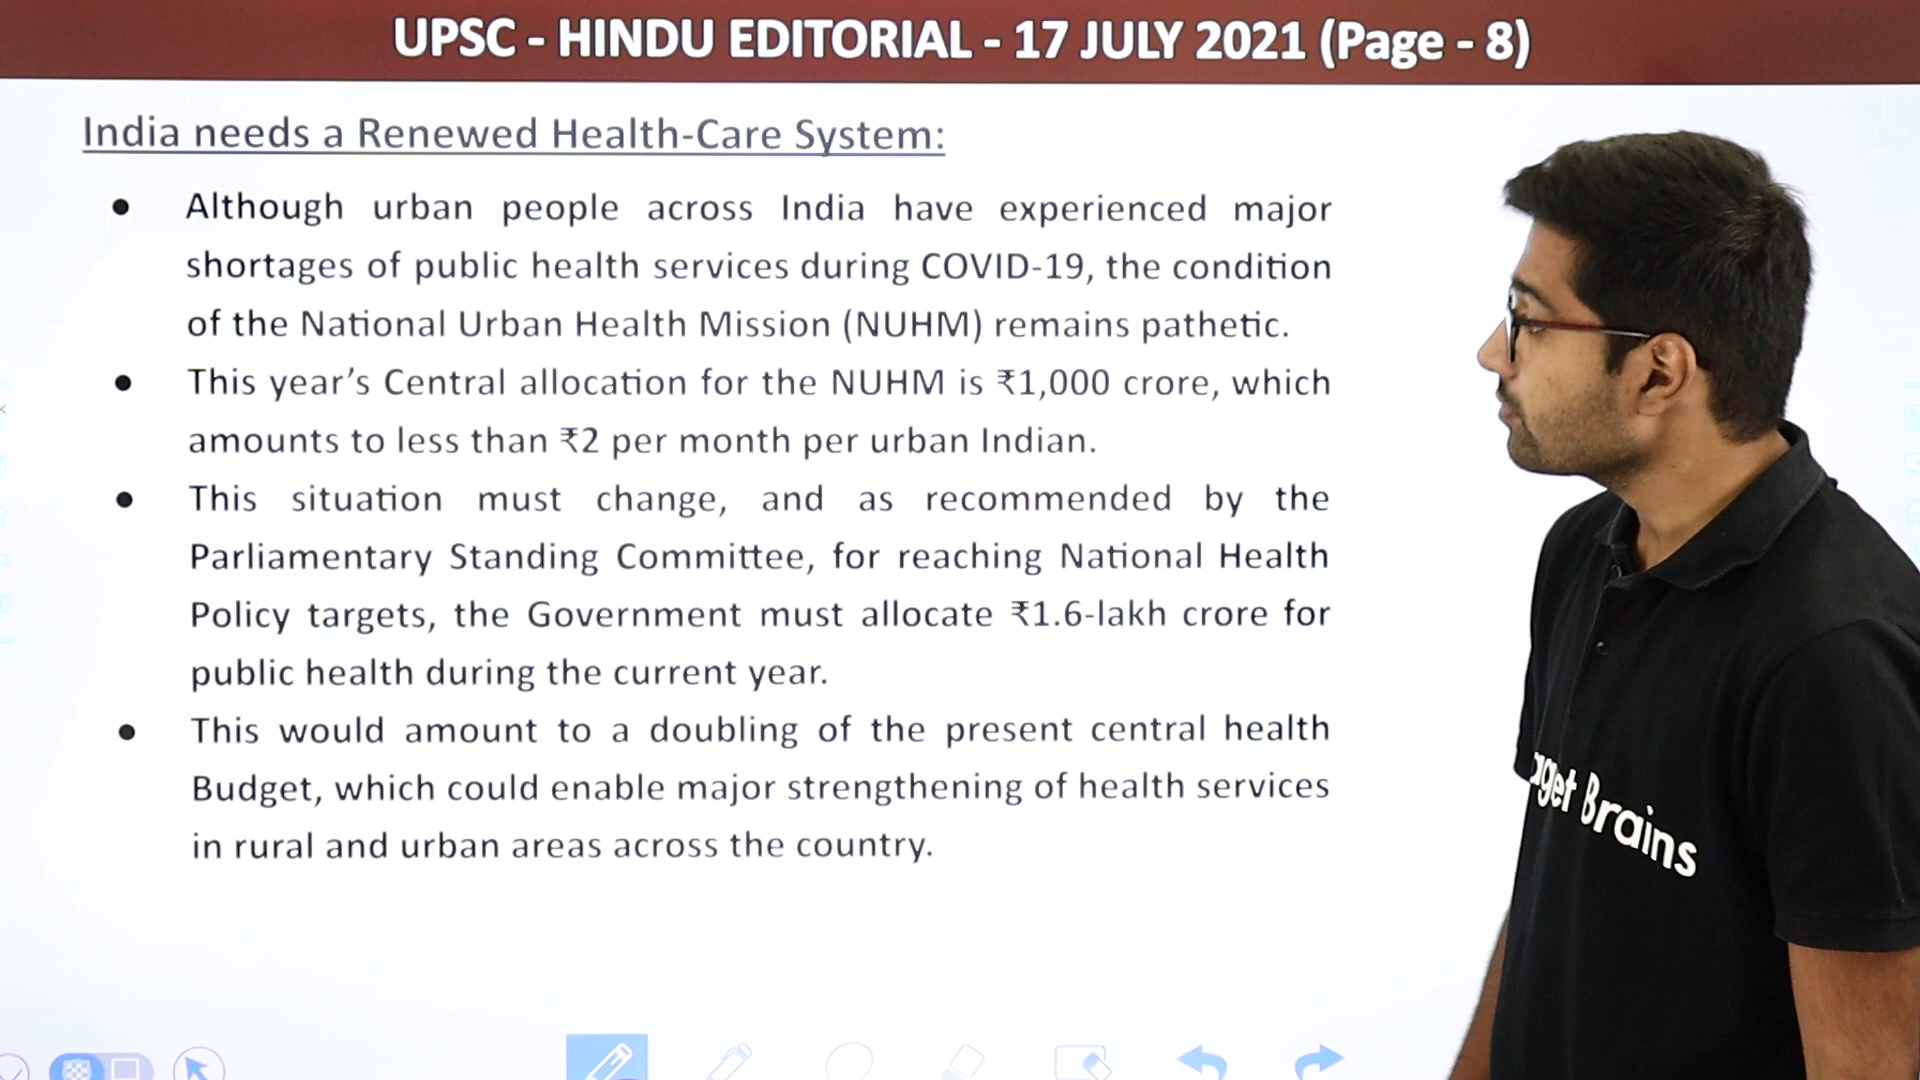 UPSC - HINDU EDITORIAL - 17 JULY 2021 (Page - 8)
India needs a Renewed Health-Care System:
• Although urban people across India have experienced major
shortages of public health services during COVID-19, the condition
of the National Urban Health Mission (NUHM) remains pathetic.
• This year’s Central allocation for the NUHM is ₹1,000 crore, which
amounts to less than ₹2 per month per urban Indian.
• This situation must change, and as recommended by the
Parliamentary Standing Committee, for reaching National Health
Policy targets, the Government must allocate ₹1.6-lakh crore for
public health during the current year.
• This would amount to a doubling of the present central health
Budget, which could enable major strengthening of health services
in rural and urban areas across the country.
Brains